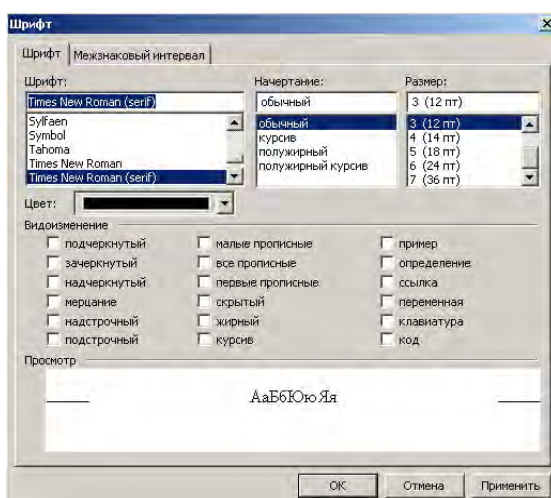 Шрифт
Шрифт Межзнаковый интервал
Шрифт: Начертание: Размер:
Times New Roman (serif) обычный 3 (12 пт)
Sylfaen обычный 3 (12 пт)
Symbol курсив 4 (14 пт)
Tahoma полужирный 5 (18 пт)
Times New Roman полужирный курсив 6 (24 пт)
Times New Roman (serif) 7 (36 пт)
Цвет:
Видоизменение
подчеркнутый малые прописные пример
зачеркнутый все прописные определение
надчеркнутый первые прописные ссылка
мерцание скрытый переменная
надстрочный жирный клавиатура
подстрочный курсив код
Просмотр
АаБбЮюЯя
ОК Отмена Применить